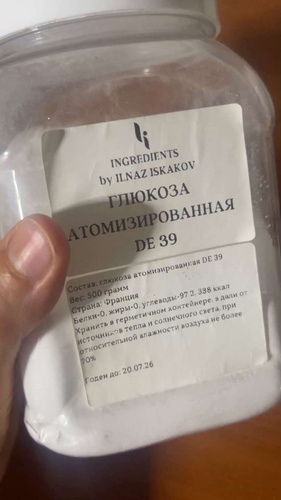 INGREDIENTS
by ILNAZ ISKAKOV
ГЛЮКОЗА
АТОМИЗИРОВАННАЯ
DE 39
Состав, глюкоза атомизированная DE 39
Вес: 500 грамм
Страна: Франция
Белки-0, жиры-0, углеводы-97.2, 388 ккал
Хранить в герметичном контейнере, в дали от
источников тепла и солнечного света, при
относительной влажности воздуха не более
70%
Годен до: 20.07.26